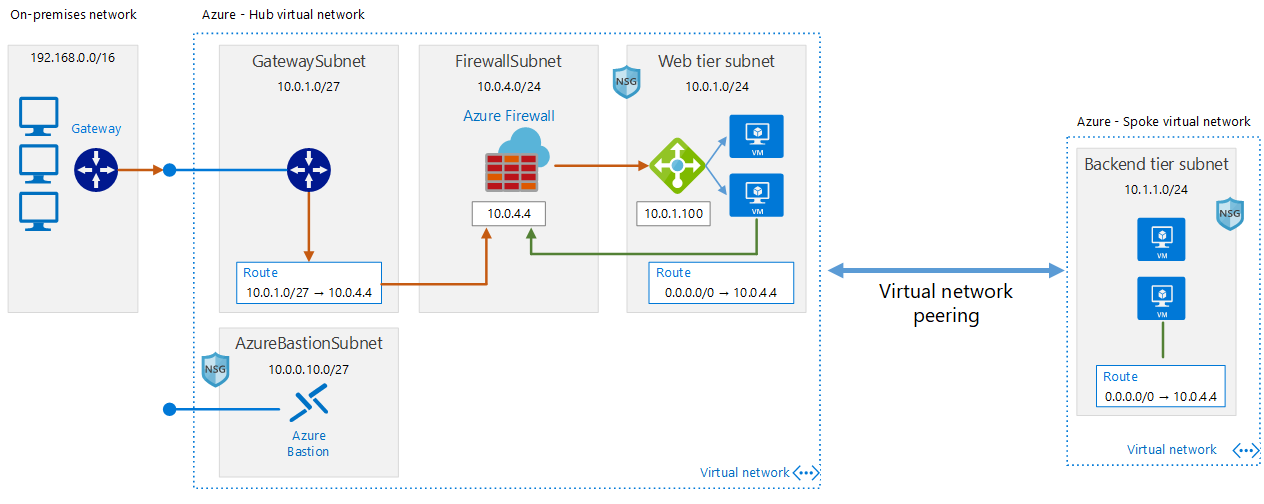 On-premises network
192.168.0.0/16
Gateway
Azure - Hub virtual network
GatewaySubnet
10.0.1.0/27
Route
10.0.1.0/27 → 10.0.4.4
FirewallSubnet
10.0.4.0/24
Azure Firewall
10.0.4.4
NSG
Web tier subnet
10.0.1.0/24
VM
VM
10.0.1.100
Route
0.0.0.0/0 → 10.0.4.4
NSG
AzureBastionSubnet
10.0.0.10.0/27
Azure
Bastion
Virtual network
Virtual network
peering
Azure - Spoke virtual network
Backend tier subnet
10.1.1.0/24
NSG
VM
VM
Route
0.0.0.0/0 → 10.0.4.4
Virtual network